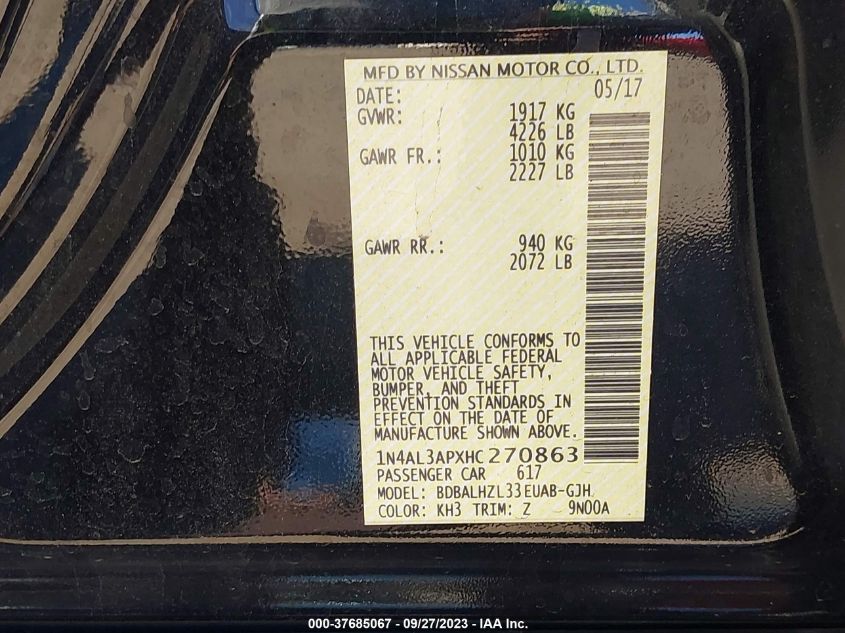 MFD BY NISSAN MOTOR CO., LTD.
DATE: 05/17
GVWR: 1917 KG
4226 LB
GAWR FR.: 1010 KG
2227 LB
GAWR RR.: 940 KG
2072 LB
THIS VEHICLE CONFORMS TO
ALL APPLICABLE FEDERAL
MOTOR VEHICLE SAFETY,
BUMPER, AND THEFT
PREVENTION STANDARDS IN
EFFECT ON THE DATE OF
MANUFACTURE SHOWN ABOVE.
1N4AL3APXHC270863
PASSENGER CAR 617
MODEL: BDBALHZL33EUAB-GJH
COLOR: KH3 TRIM: Z 9N00A
000-37685067 - 09/27/2023 - IAA Inc.